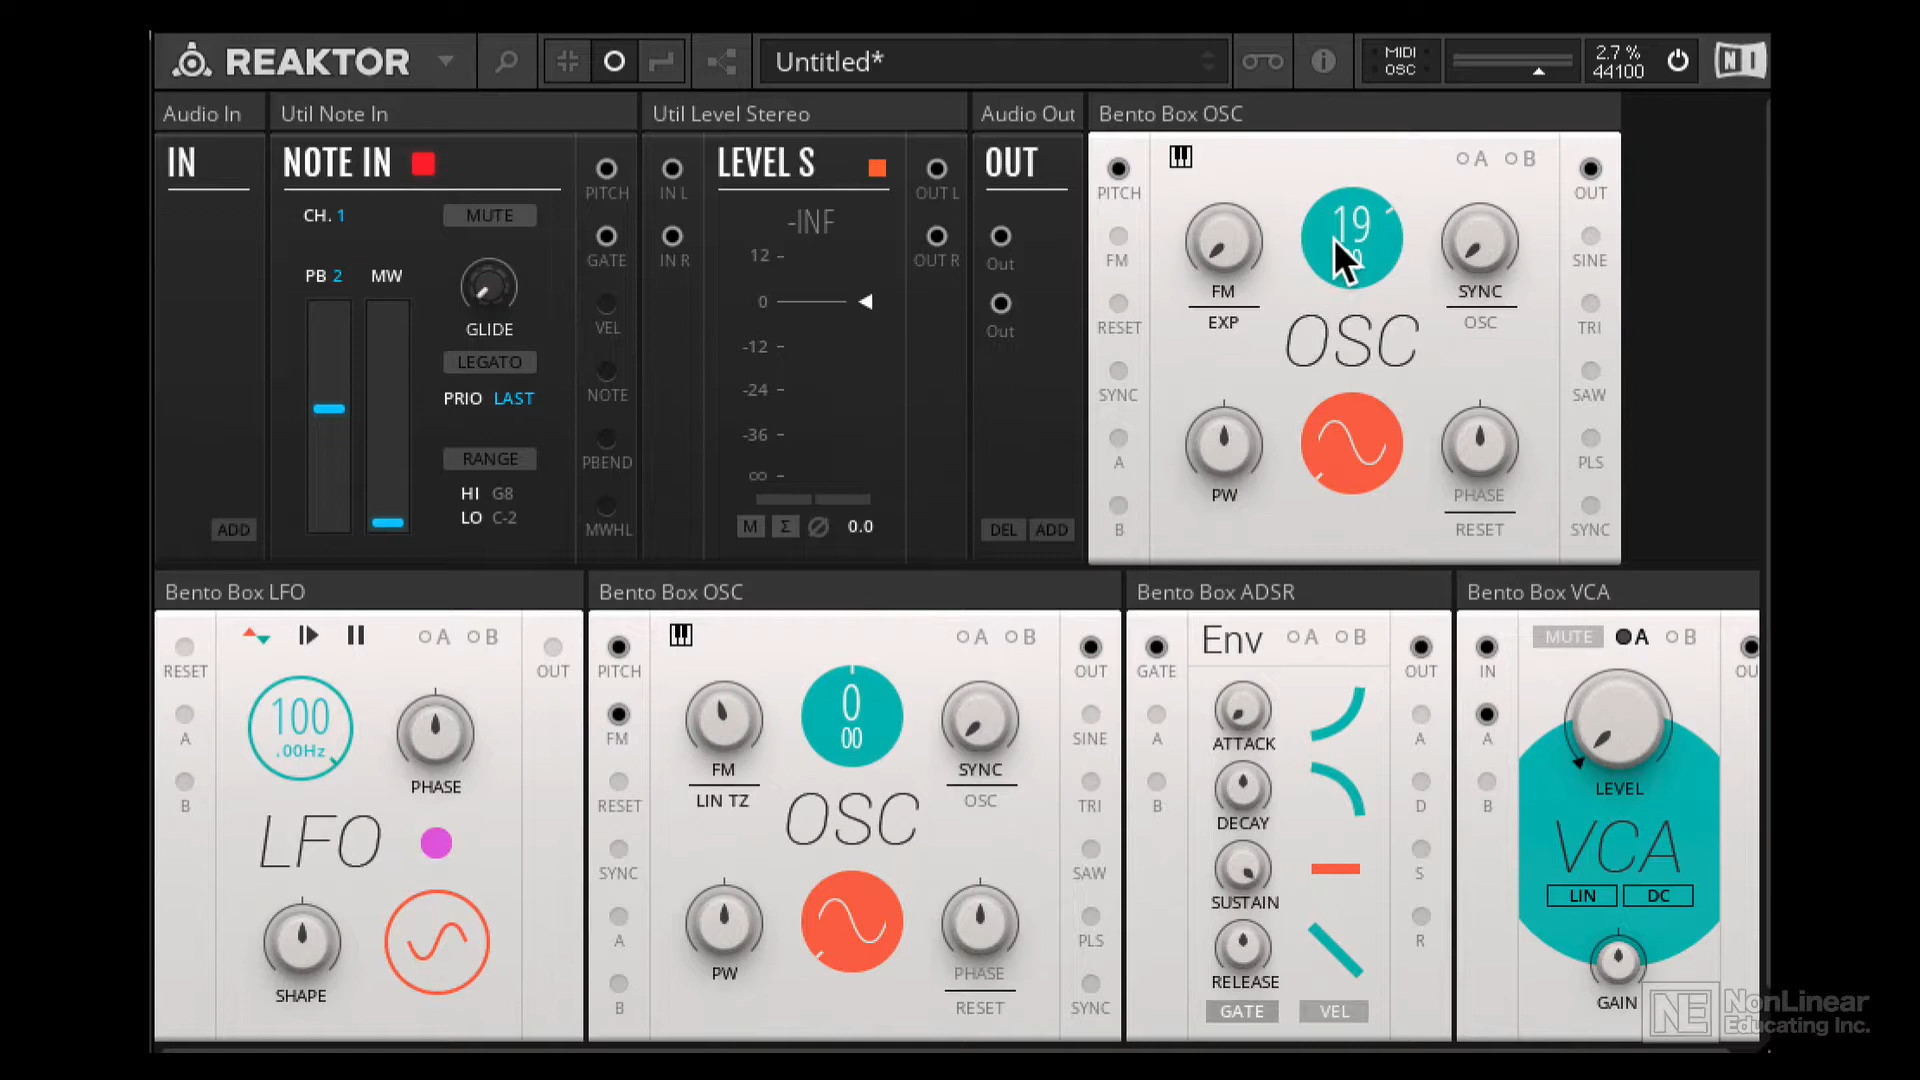 REAKTOR
Untitled*
MIDI
OSC
2.7 %
44100
NI
Audio In
Util Note In
Util Level Stereo
Audio Out
Bento Box OSC
IN
ADD
NOTE IN
CH. 1
MUTE
PB 2
MW
GLIDE
LEGATO
PRIO LAST
RANGE
HI G8
LO C-2
PITCH
GATE
VEL
NOTE
PBEND
MWHL
IN L
IN R
LEVEL S
-INF
12
0
-12
-24
-36
∞
M Σ 0.0
OUT L
OUT R
OUT
Out
Out
DEL ADD
PITCH
FM
RESET
SYNC
A
B
A B
19
FM
EXP
SYNC
OSC
OSC
PW
PHASE
RESET
OUT
SINE
TRI
SAW
PLS
SYNC
Bento Box LFO
Bento Box OSC
Bento Box ADSR
Bento Box VCA
RESET
A
B
A B
OUT
100
.00Hz
PHASE
LFO
SHAPE
PITCH
FM
RESET
SYNC
A
B
A B
0
00
FM
LIN TZ
SYNC
OSC
OSC
PW
PHASE
RESET
OUT
SINE
TRI
SAW
PLS
SYNC
GATE
A
B
Env A B
ATTACK
DECAY
SUSTAIN
RELEASE
GATE VEL
OUT
A
D
S
R
IN
A
B
MUTE A B
LEVEL
VCA
LIN DC
GAIN
OU
NE NonLinear
Educating Inc.